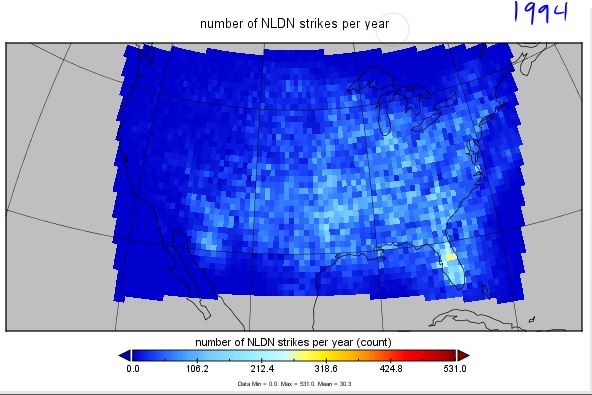 1994
number of NLDN strikes per year
number of NLDN strikes per year (count)
0.0 106.2 212.4 318.6 424.8 531.0
Data Min = 0.0, Max = 531.0, Mean = 30.3